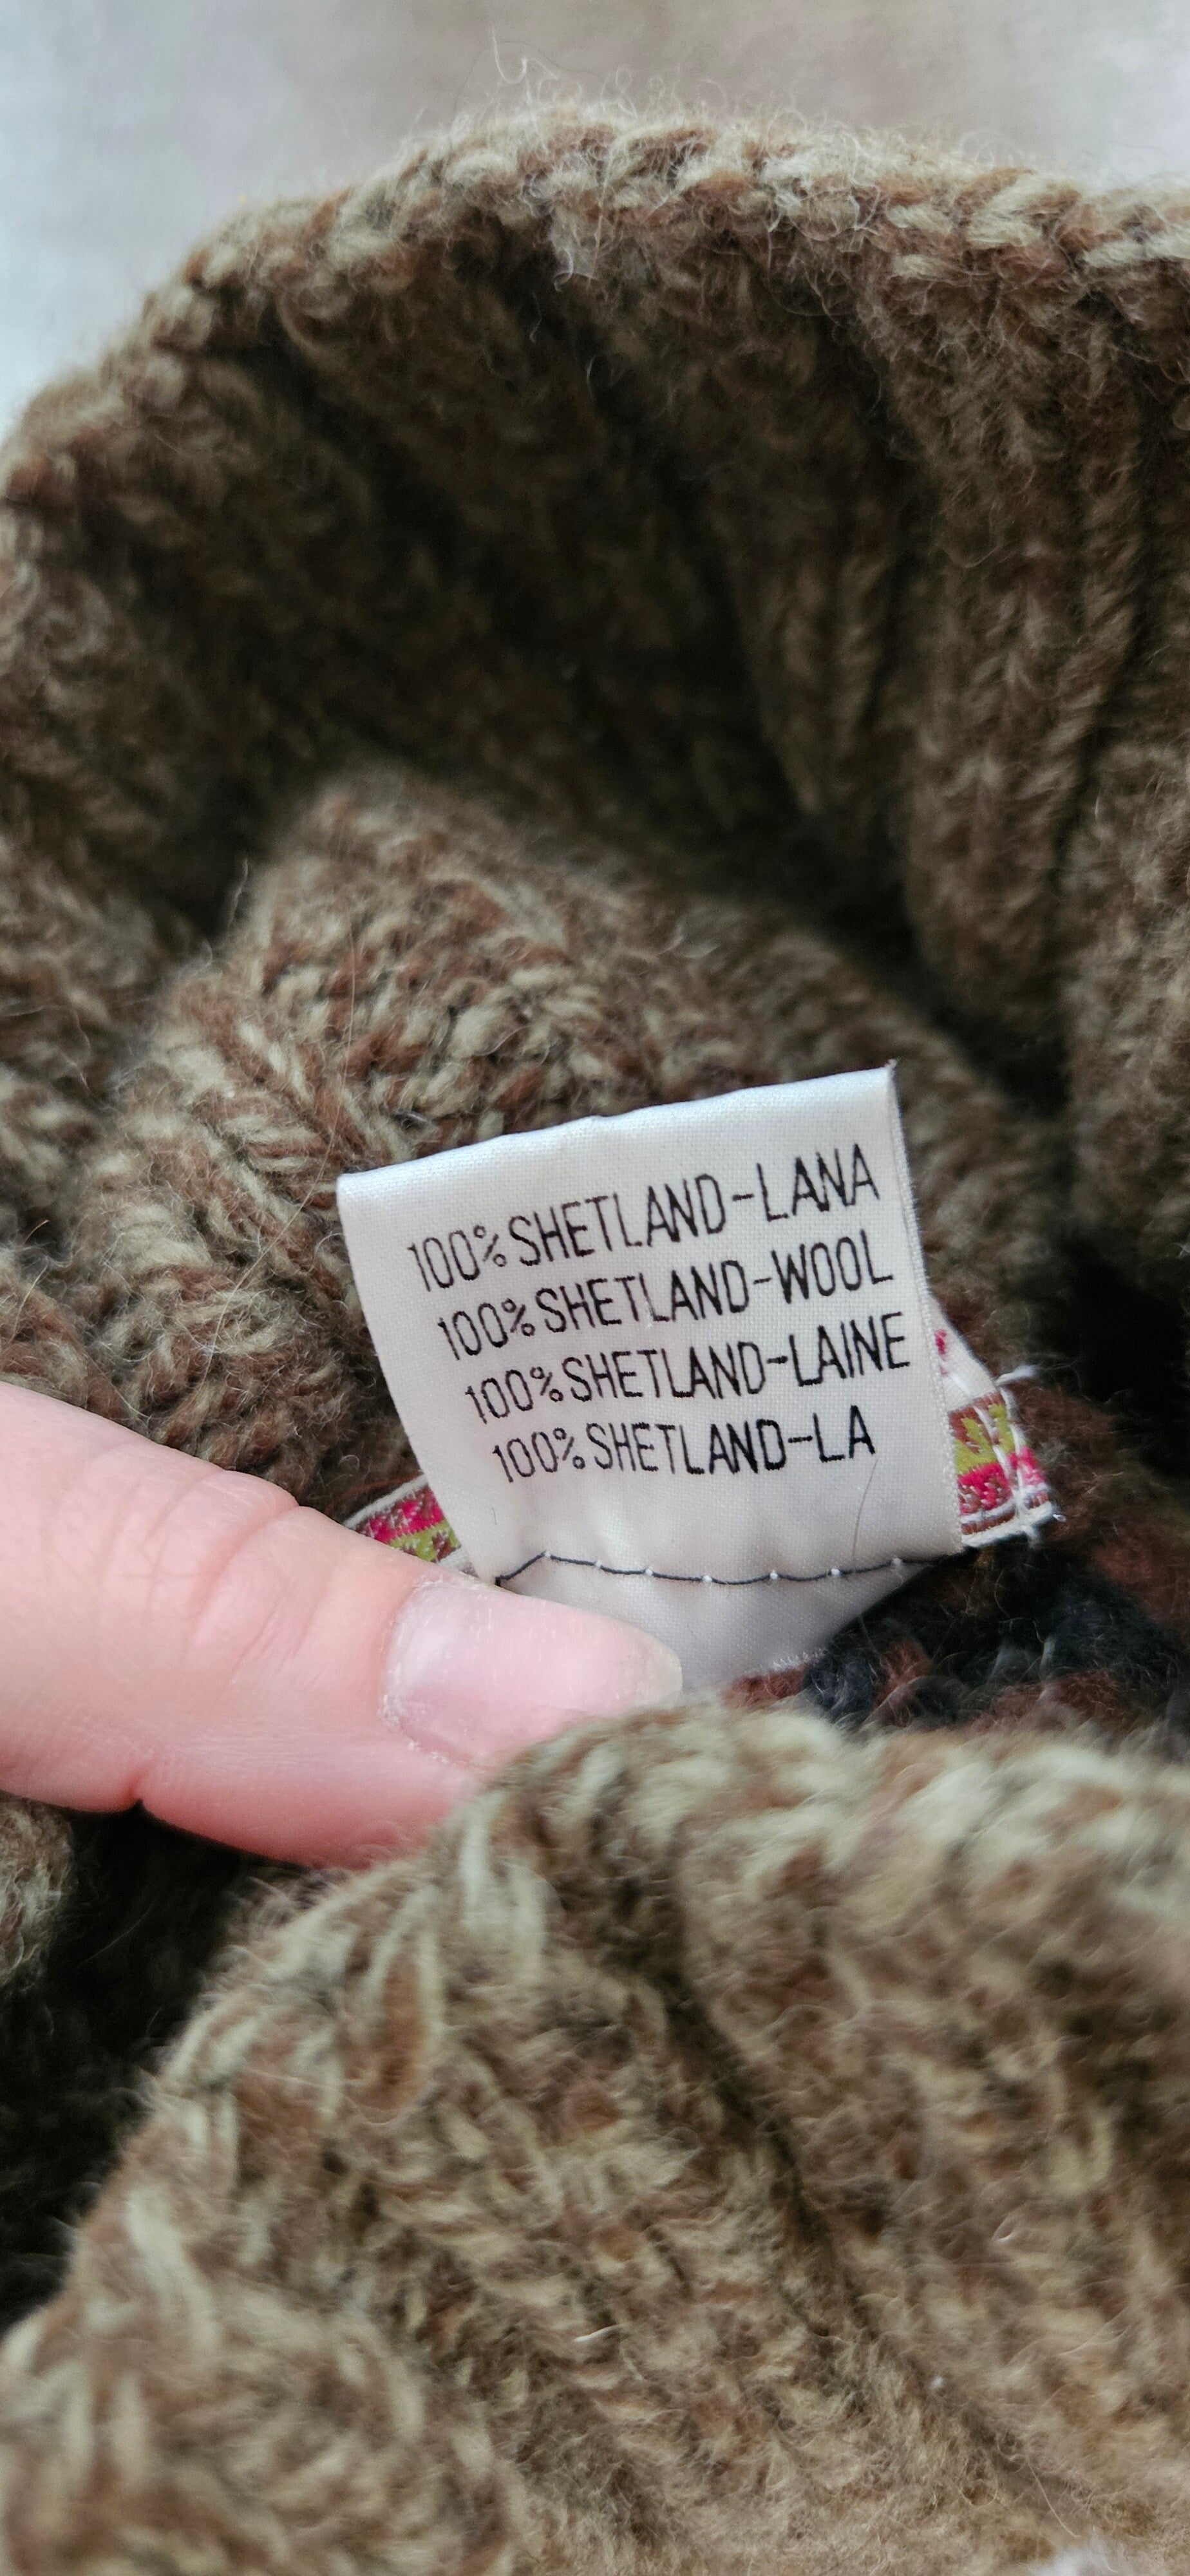 100% SHETLAND-LANA
100% SHETLAND-WOOL
100% SHETLAND-LAINE
100% SHETLAND-LA